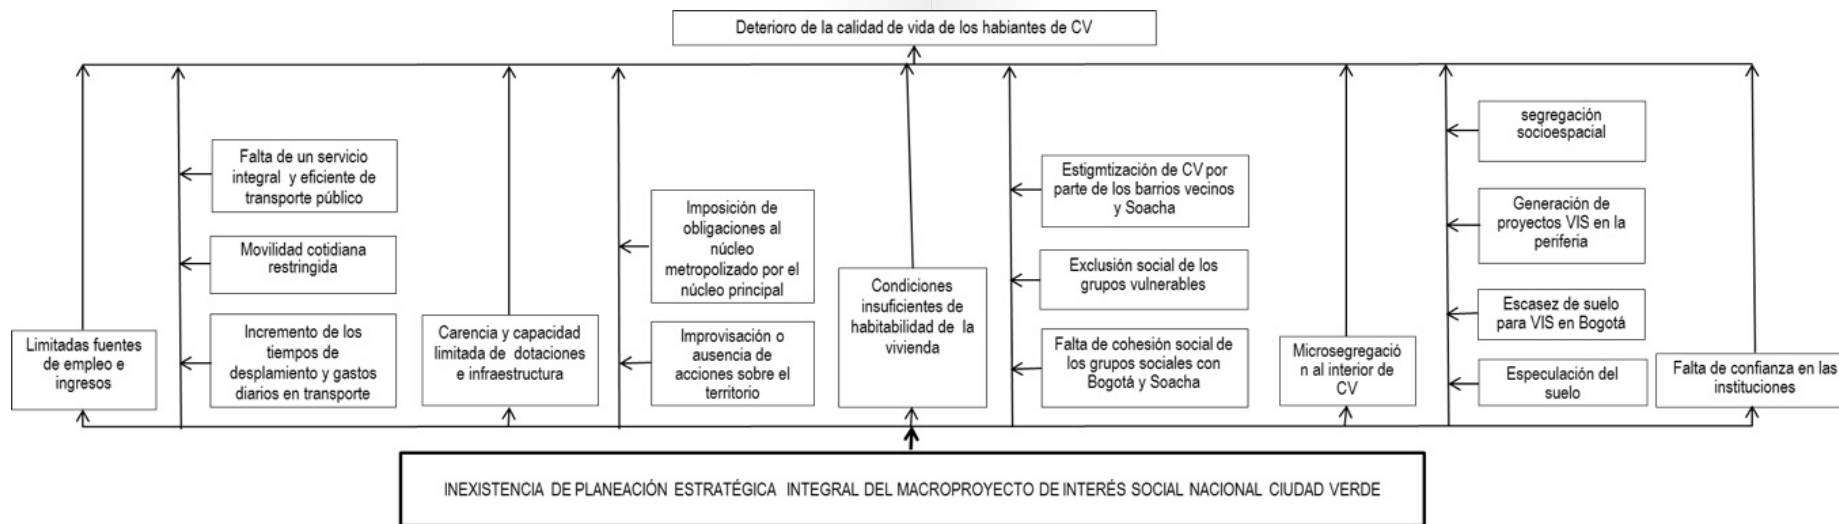 Deterioro de la calidad de vida de los habiantes de CV
Falta de un servicio
integral y eficiente de
transporte público
Movilidad cotidiana
restringida
Incremento de los
tiempos de
desplamiento y gastos
diarios en transporte
Limitadas fuentes
de empleo e
ingresos
Carencia y capacidad
limitada de dotaciones
e infraestructura
Imposición de
obligaciones al
núcleo
metropolizado por el
núcleo principal
Improvisación o
ausencia de
acciones sobre el
territorio
Condiciones
insuficientes de
habitabilidad de la
vivienda
Estigmtización de CV por
parte de los barrios vecinos
y Soacha
Exclusión social de los
grupos vulnerables
Falta de cohesión social de
los grupos sociales con
Bogotá y Soacha
Microsegregació
n al interior de
CV
segregación
socioespacial
Generación de
proyectos VIS en la
periferia
Escasez de suelo
para VIS en Bogotá
Especulación del
suelo
Falta de confianza en las
instituciones
INEXISTENCIA DE PLANEACIÓN ESTRATÉGICA INTEGRAL DEL MACROPROYECTO DE INTERÉS SOCIAL NACIONAL CIUDAD VERDE